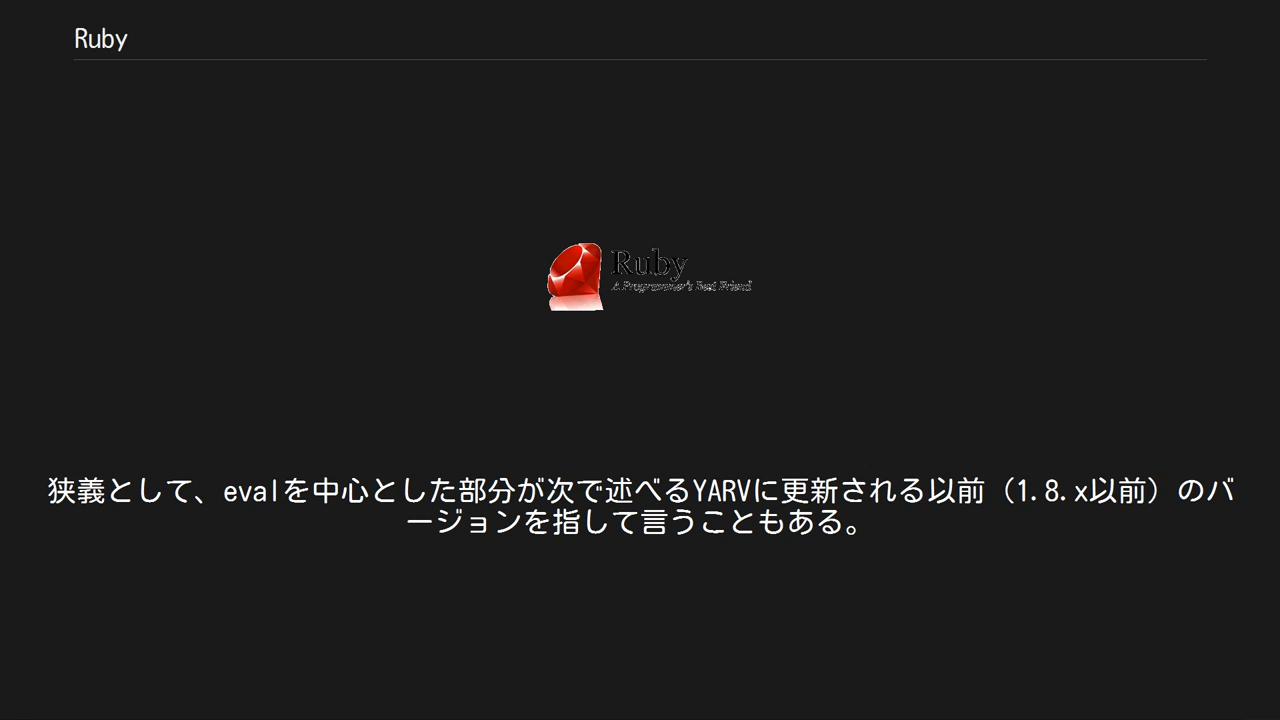 Ruby
Ruby
A Programmer's Best Friend
狭義として、evalを中心とした部分が次で述べるYARVに更新される以前（1.8.x以前）のバ
ージョンを指して言うこともある。